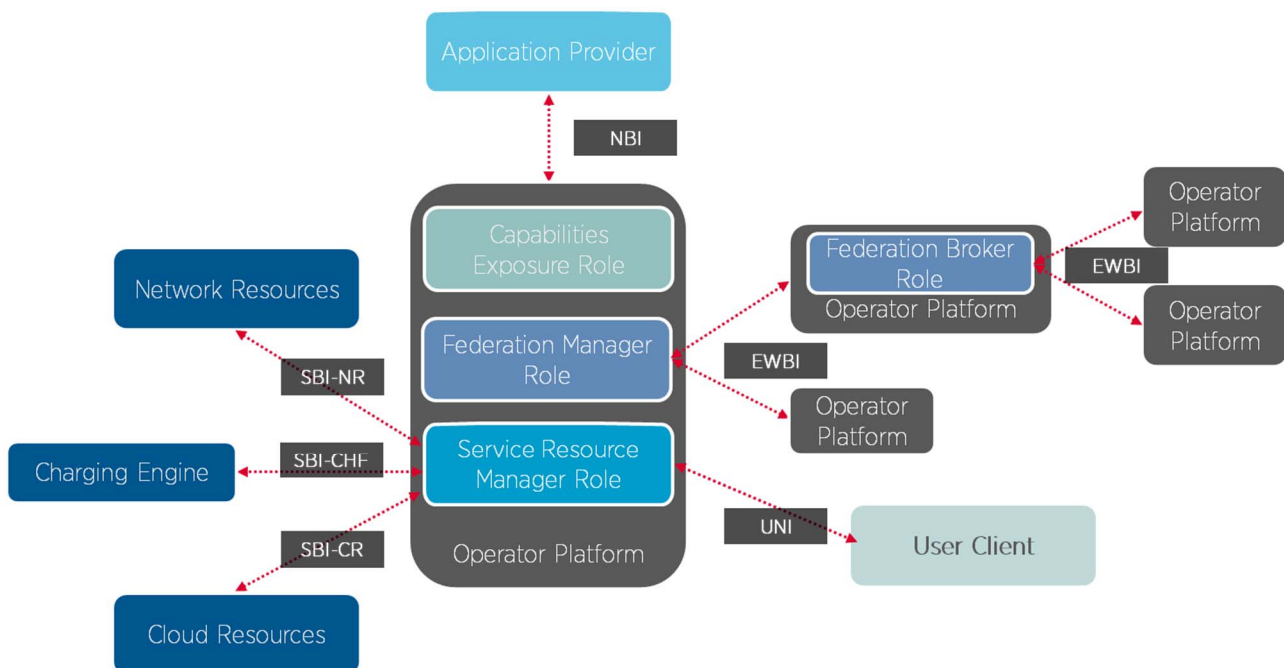 Application Provider
NBI
Capabilities
Exposure Role
Federation Manager
Role
Service Resource
Manager Role
Operator Platform
Network Resources
SBI-NR
Charging Engine
SBI-CHF
SBI-CR
Cloud Resources
Federation Broker
Role
Operator Platform
EWBI
Operator
Platform
Operator
Platform
EWBI
Operator
Platform
UNI
User Client